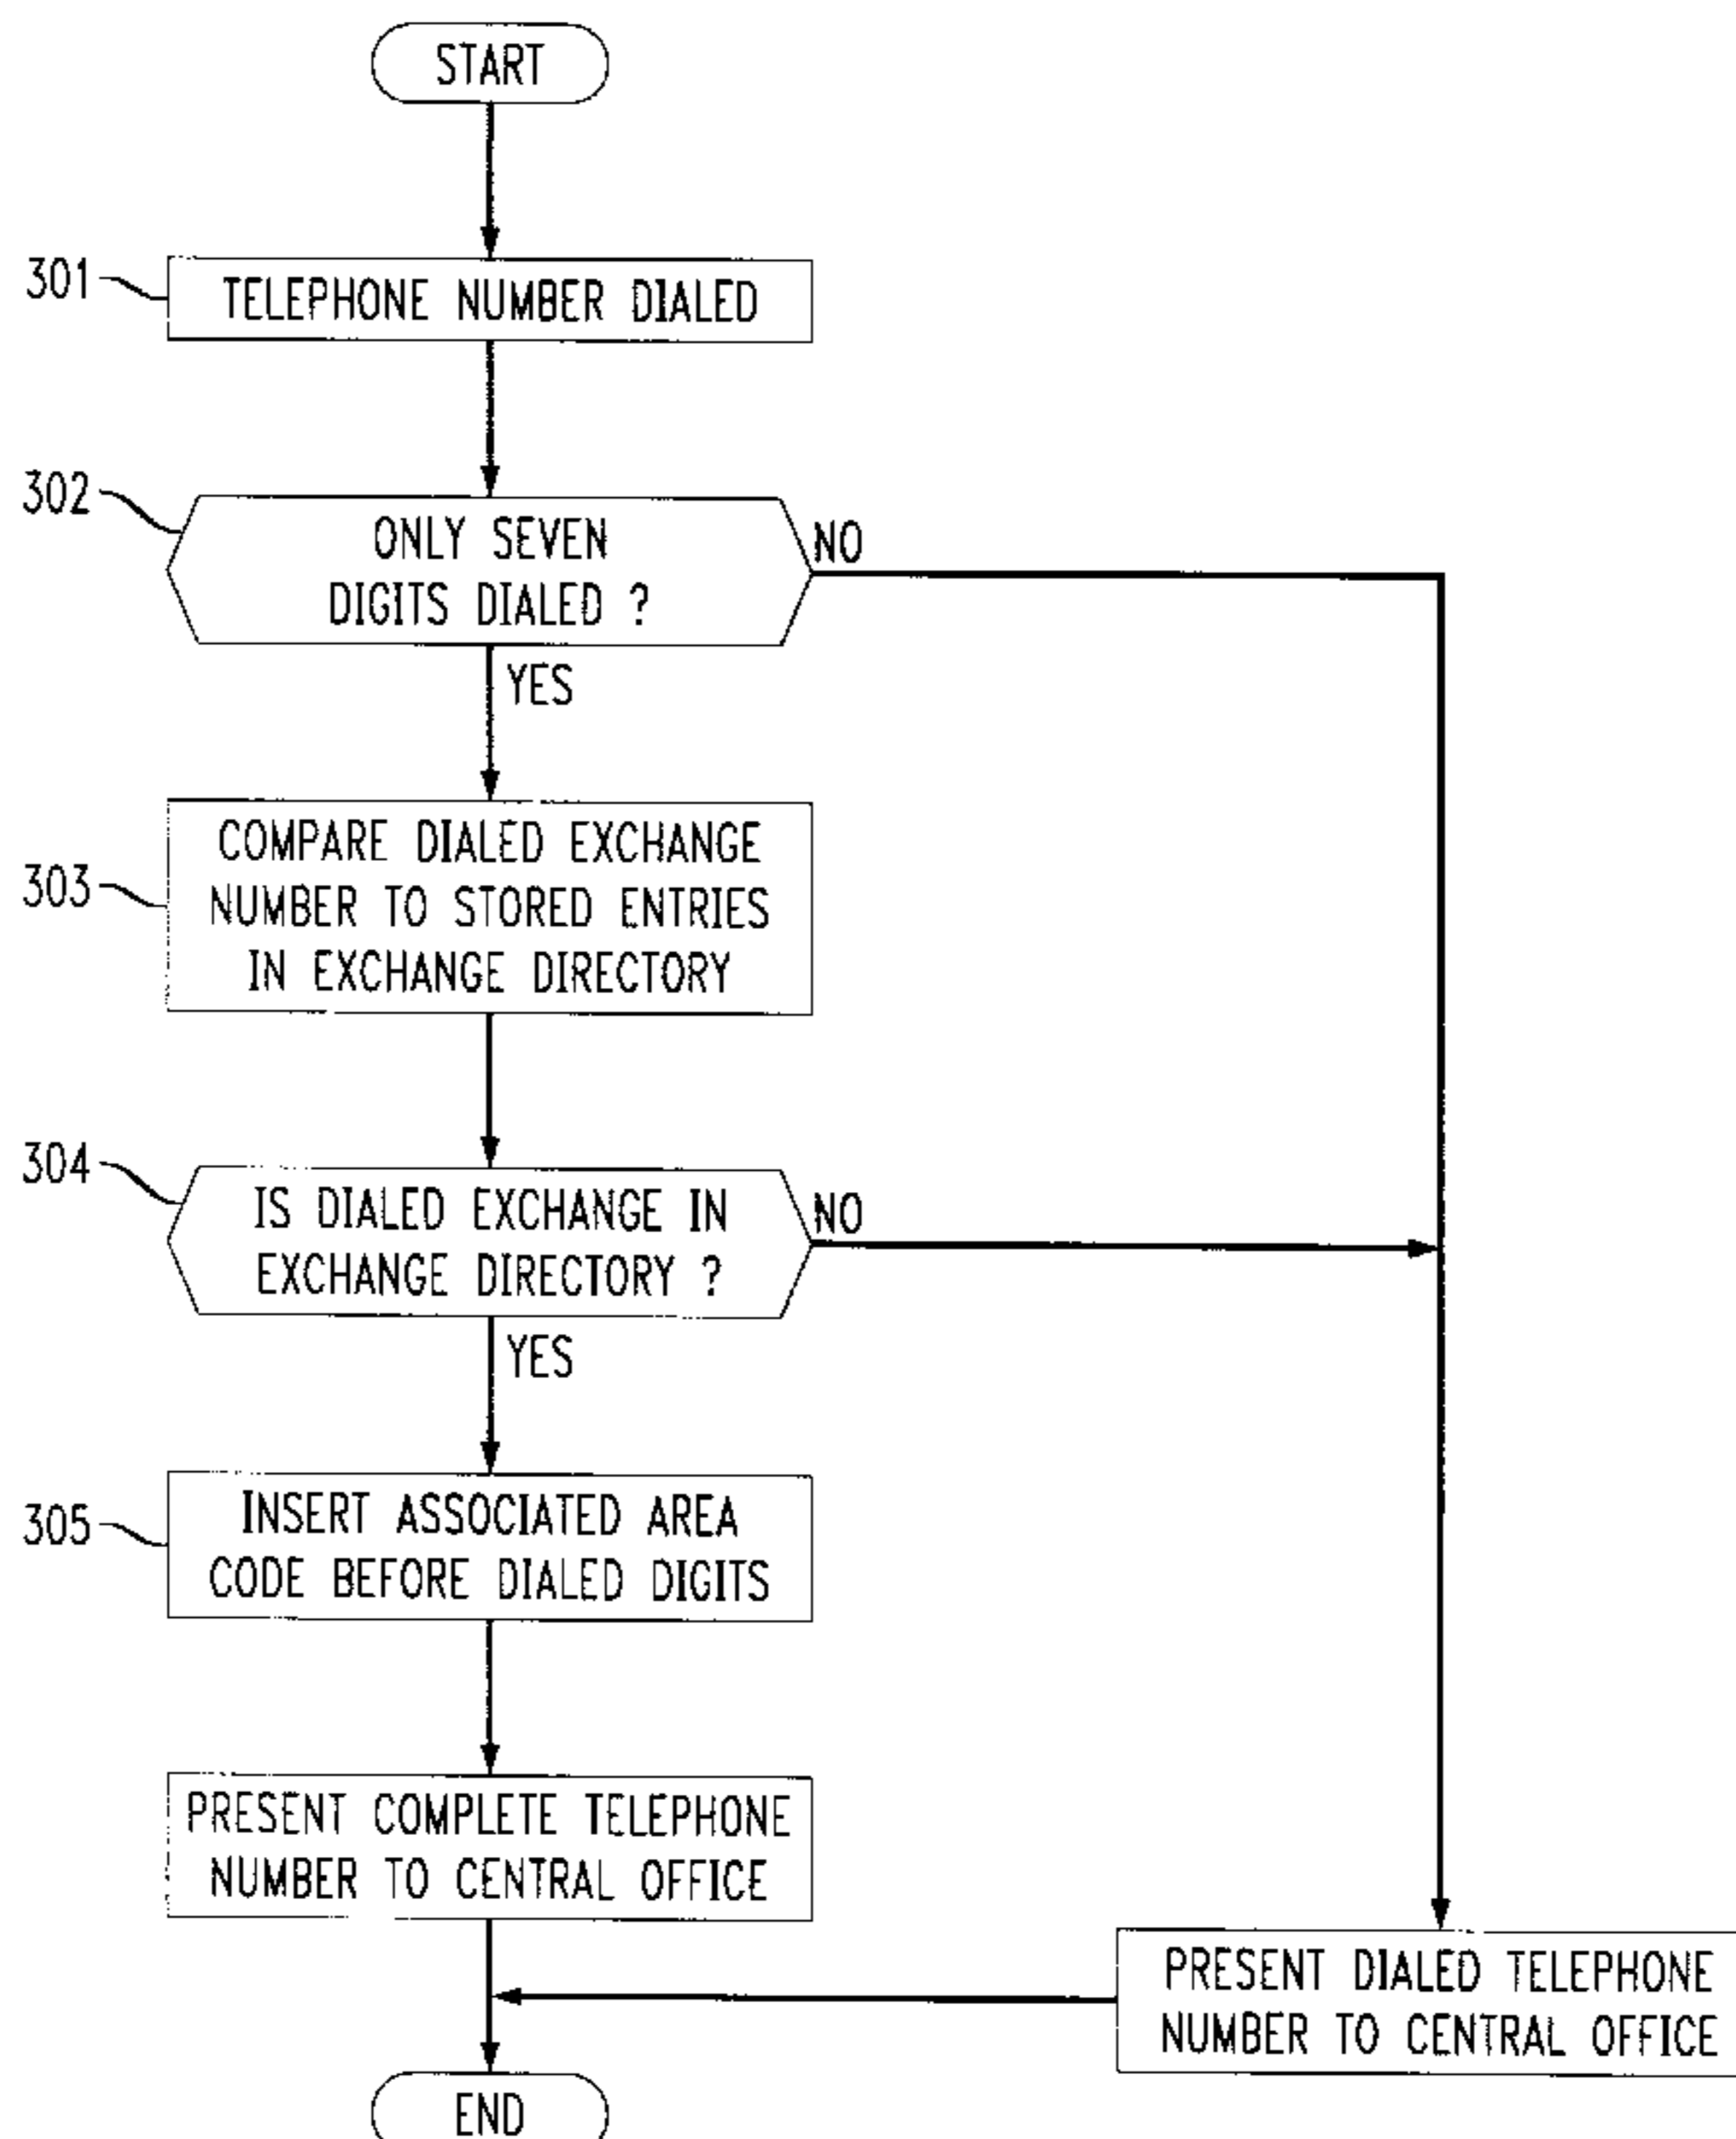 START
301
TELEPHONE NUMBER DIALED
302
ONLY SEVEN
DIGITS DIALED ?
NO
YES
303
COMPARE DIALED EXCHANGE
NUMBER TO STORED ENTRIES
IN EXCHANGE DIRECTORY
304
IS DIALED EXCHANGE IN
EXCHANGE DIRECTORY ?
NO
YES
305
INSERT ASSOCIATED AREA
CODE BEFORE DIALED DIGITS
PRESENT COMPLETE TELEPHONE
NUMBER TO CENTRAL OFFICE
PRESENT DIALED TELEPHONE
NUMBER TO CENTRAL OFFICE
END